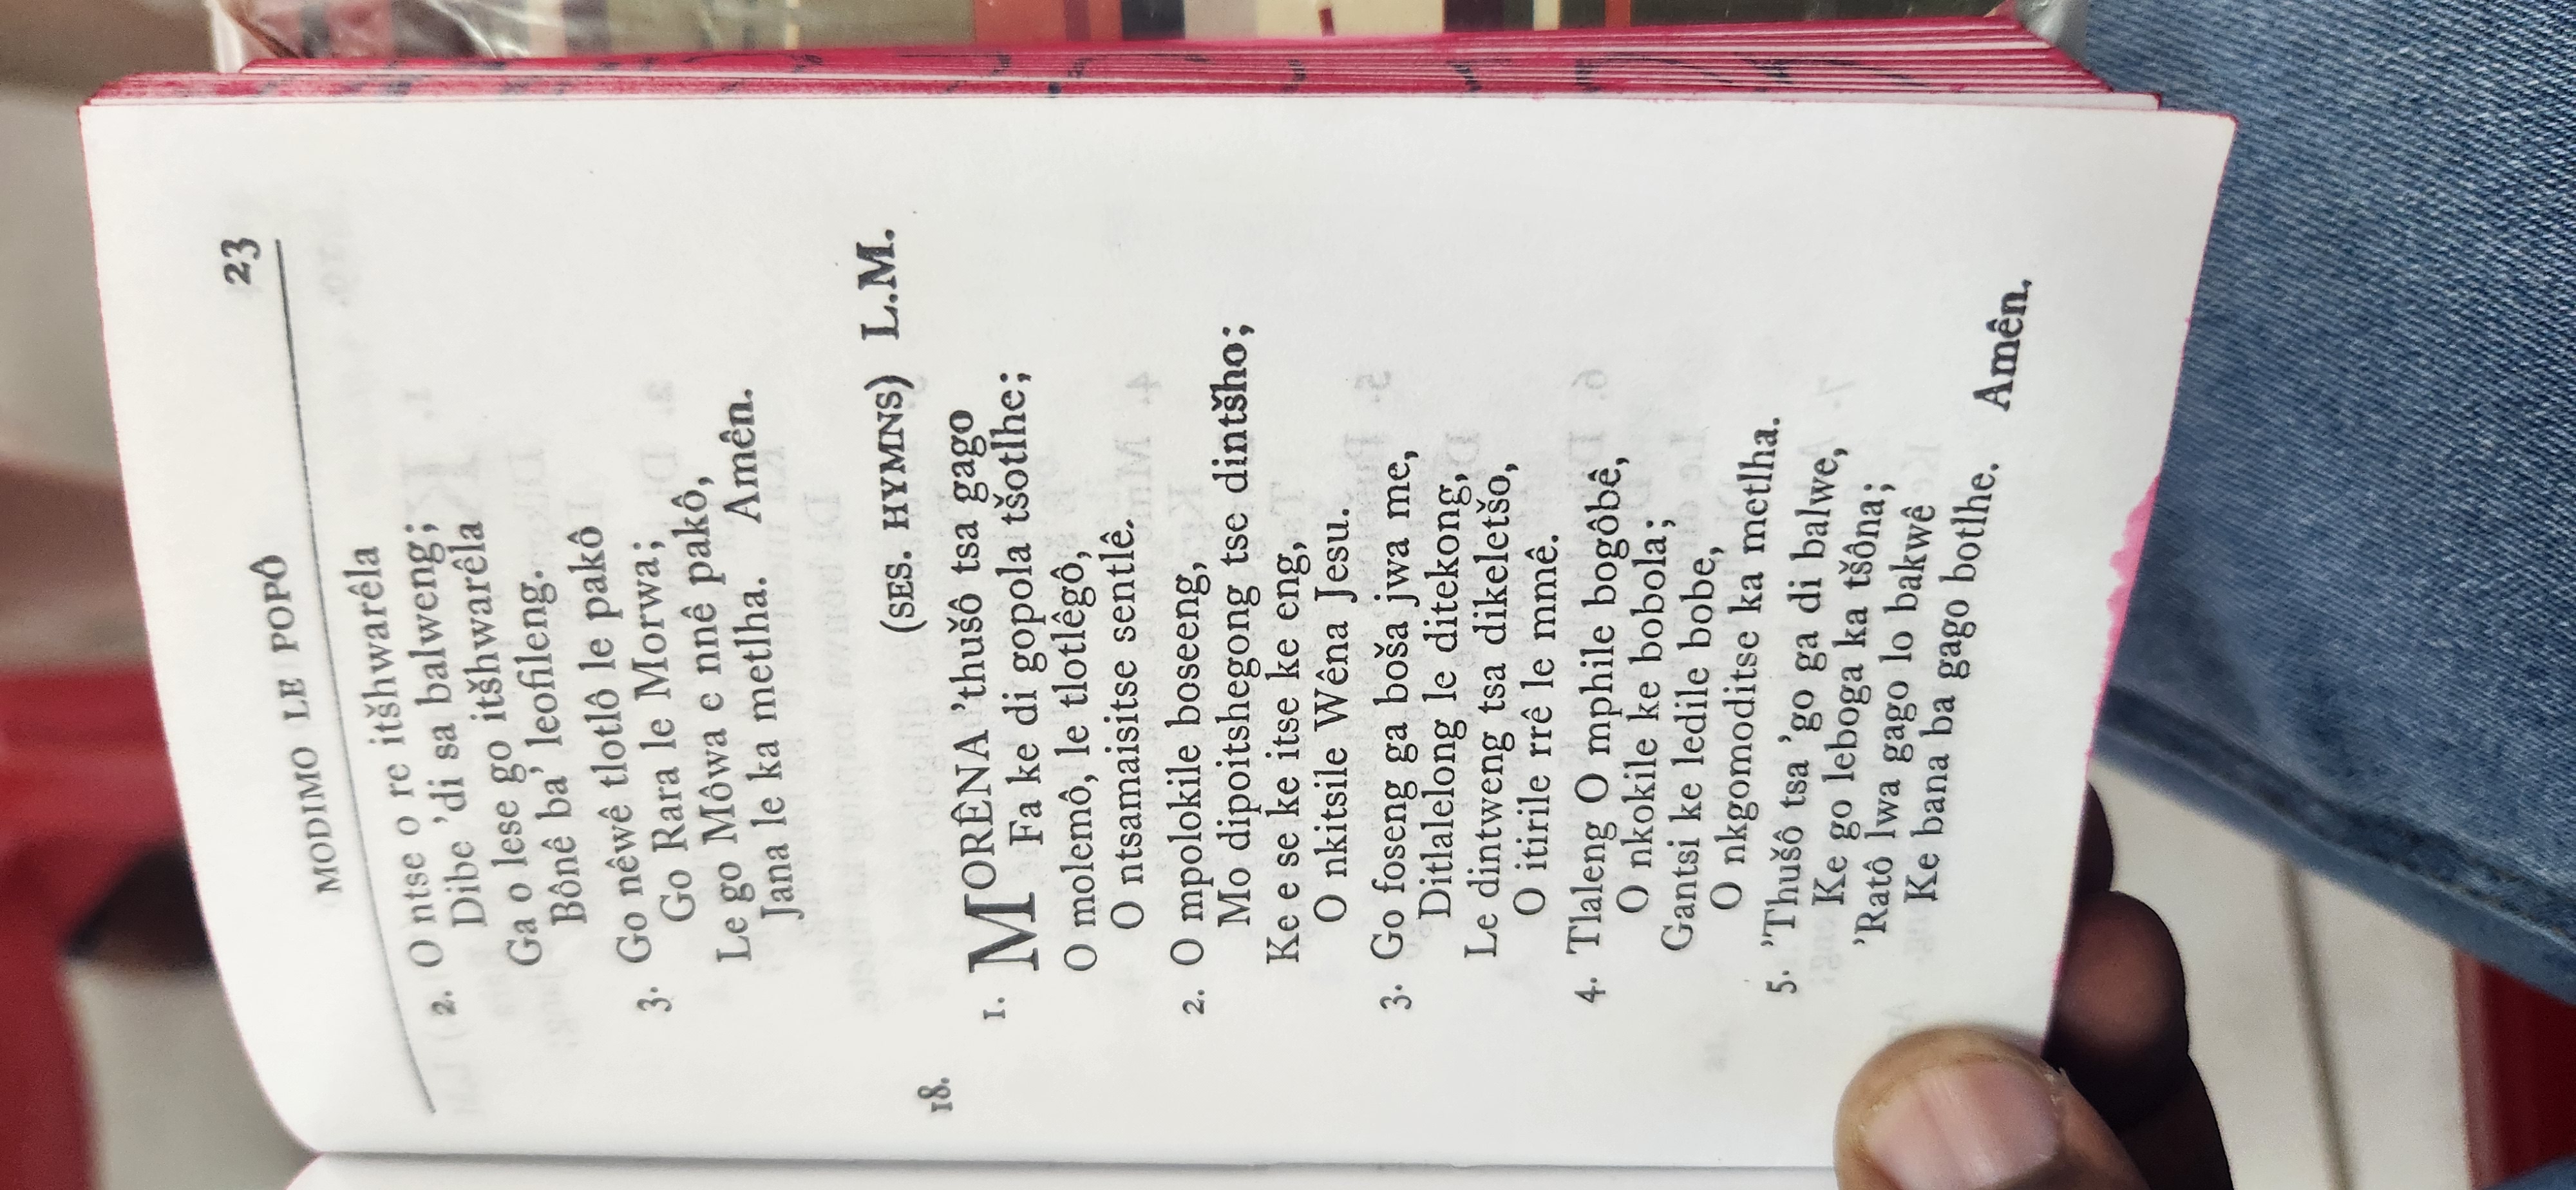 MODIMO LE POPÔ 23
2. O ntse o re itšhwarêla
Dibe 'di sa balweng;
Ga o lese go itšhwarêla
Bônê ba' leofileng.
3. Go nêwê tlotlô le pakô
Go Rara le Morwa;
Le go Môwa e nnê pakô,
Jana le ka metlha. Amên.
18. (SES. HYMNS) L.M.
1. MORÊNA 'thušô tsa gago
Fa ke di gopola tšotlhe;
O molemô, le tlotlêgô,
O ntsamaisitse sentlê.
2. O mpolokile boseeng,
Mo dipoitshegong tse dintšho;
Ke e se ke itse ke eng,
O nkitsile Wêna Jesu.
3. Go foseng ga boša jwa me,
Ditlalelong le ditekong,
Le dintweng tsa dikeletšo,
O itirile rrê le mmê.
4. Tlaleng O mphile bogôbê,
O nkokile ke bobola;
Gantsi ke ledile bobe,
O nkgomoditse ka metlha.
5. 'Thušô tsa 'go ga di balwe,
Ke go leboga ka tšôna;
'Ratô lwa gago lo bakwê
Ke bana ba gago botlhe. Amên.